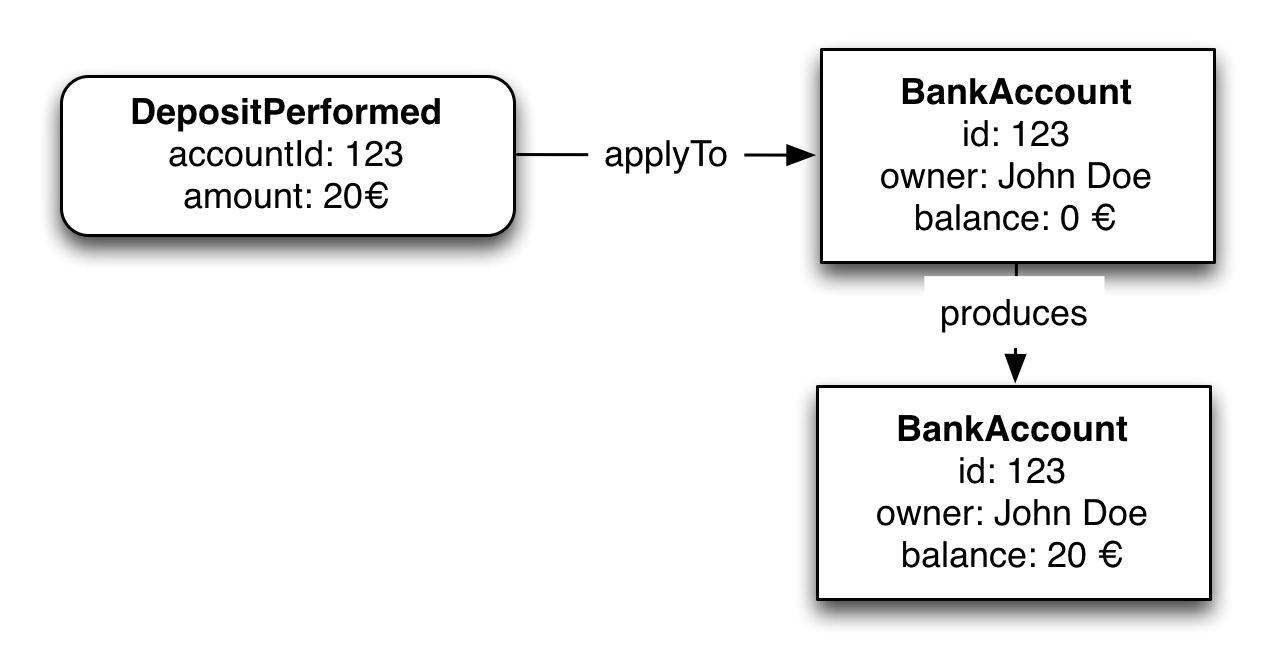 DepositPerformed
accountId: 123
amount: 20€
applyTo
BankAccount
id: 123
owner: John Doe
balance: 0 €
produces
BankAccount
id: 123
owner: John Doe
balance: 20 €